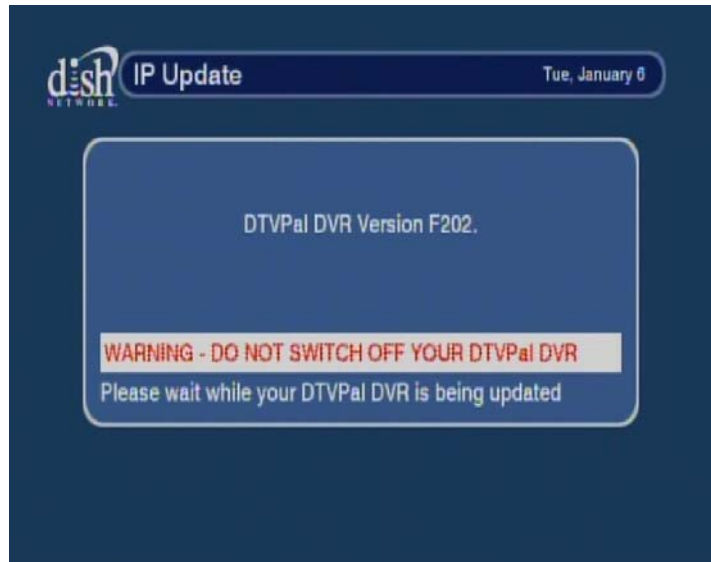 dish
NETWORK.
IP Update
Tue, January 6
DTVPal DVR Version F202.
WARNING - DO NOT SWITCH OFF YOUR DTVPal DVR
Please wait while your DTVPal DVR is being updated